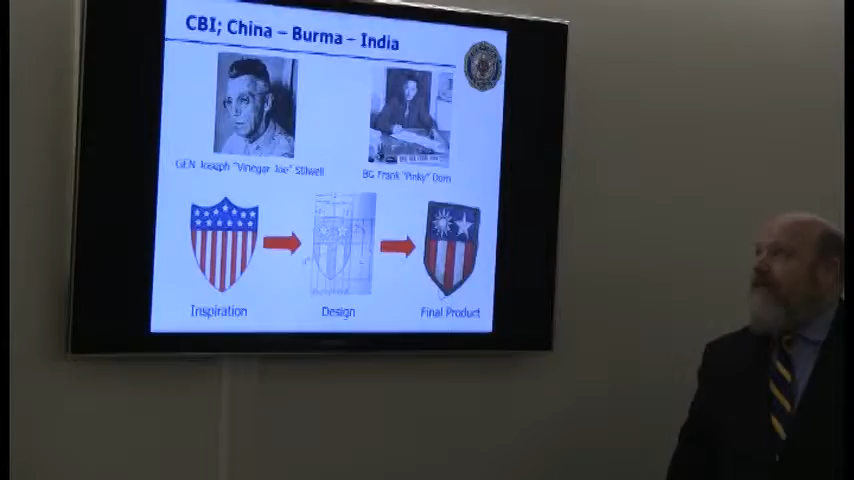 CBI; China – Burma – India
GEN Joseph "Vinegar Joe" Stilwell
BG Frank "Pinky" Dorn
Inspiration
Design
Final Product